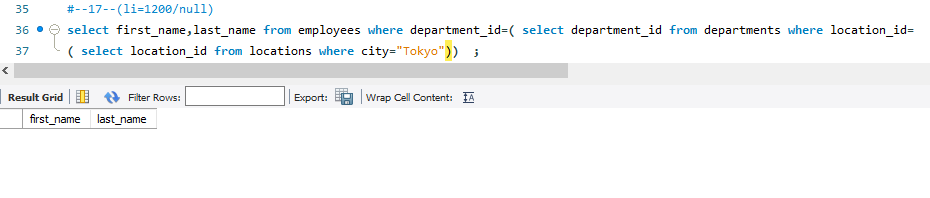 35 #--17--(li=1200/null)
36 select first_name,last_name from employees where department_id=( select department_id from departments where location_id=
37 ( select location_id from locations where city="Tokyo")) ;
Result Grid Filter Rows: Export: Wrap Cell Content: IA
first_name last_name